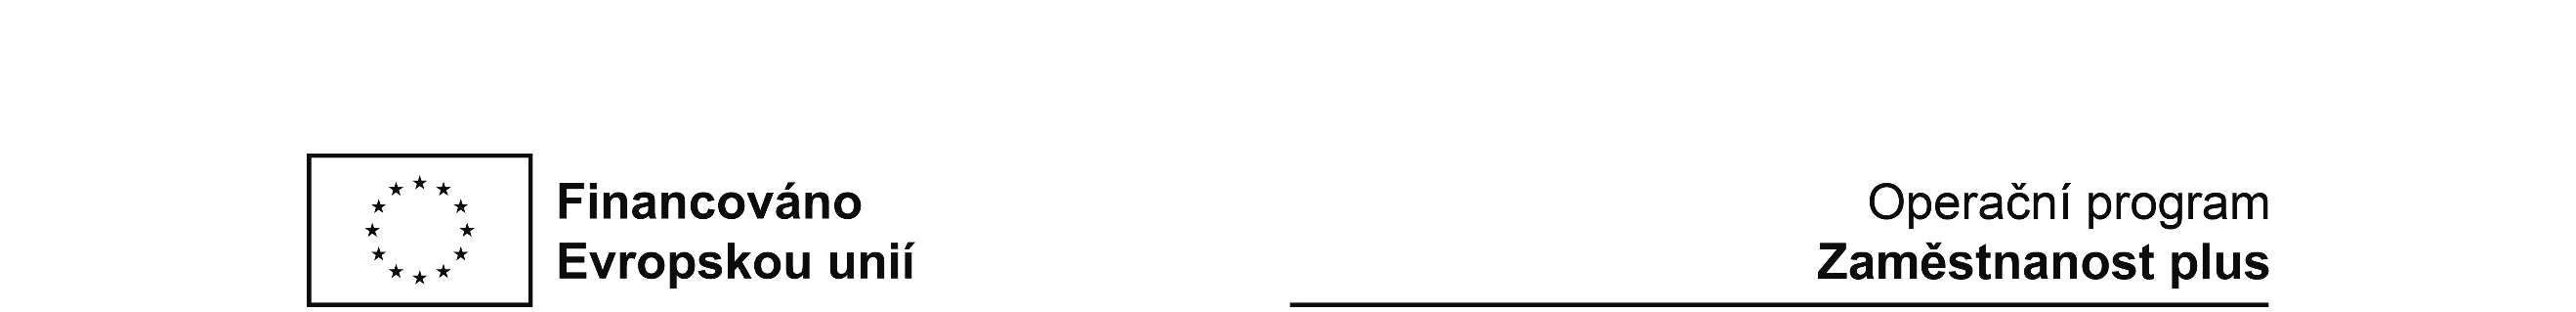 Financováno
Evropskou unií
Operační program
Zaměstnanost plus